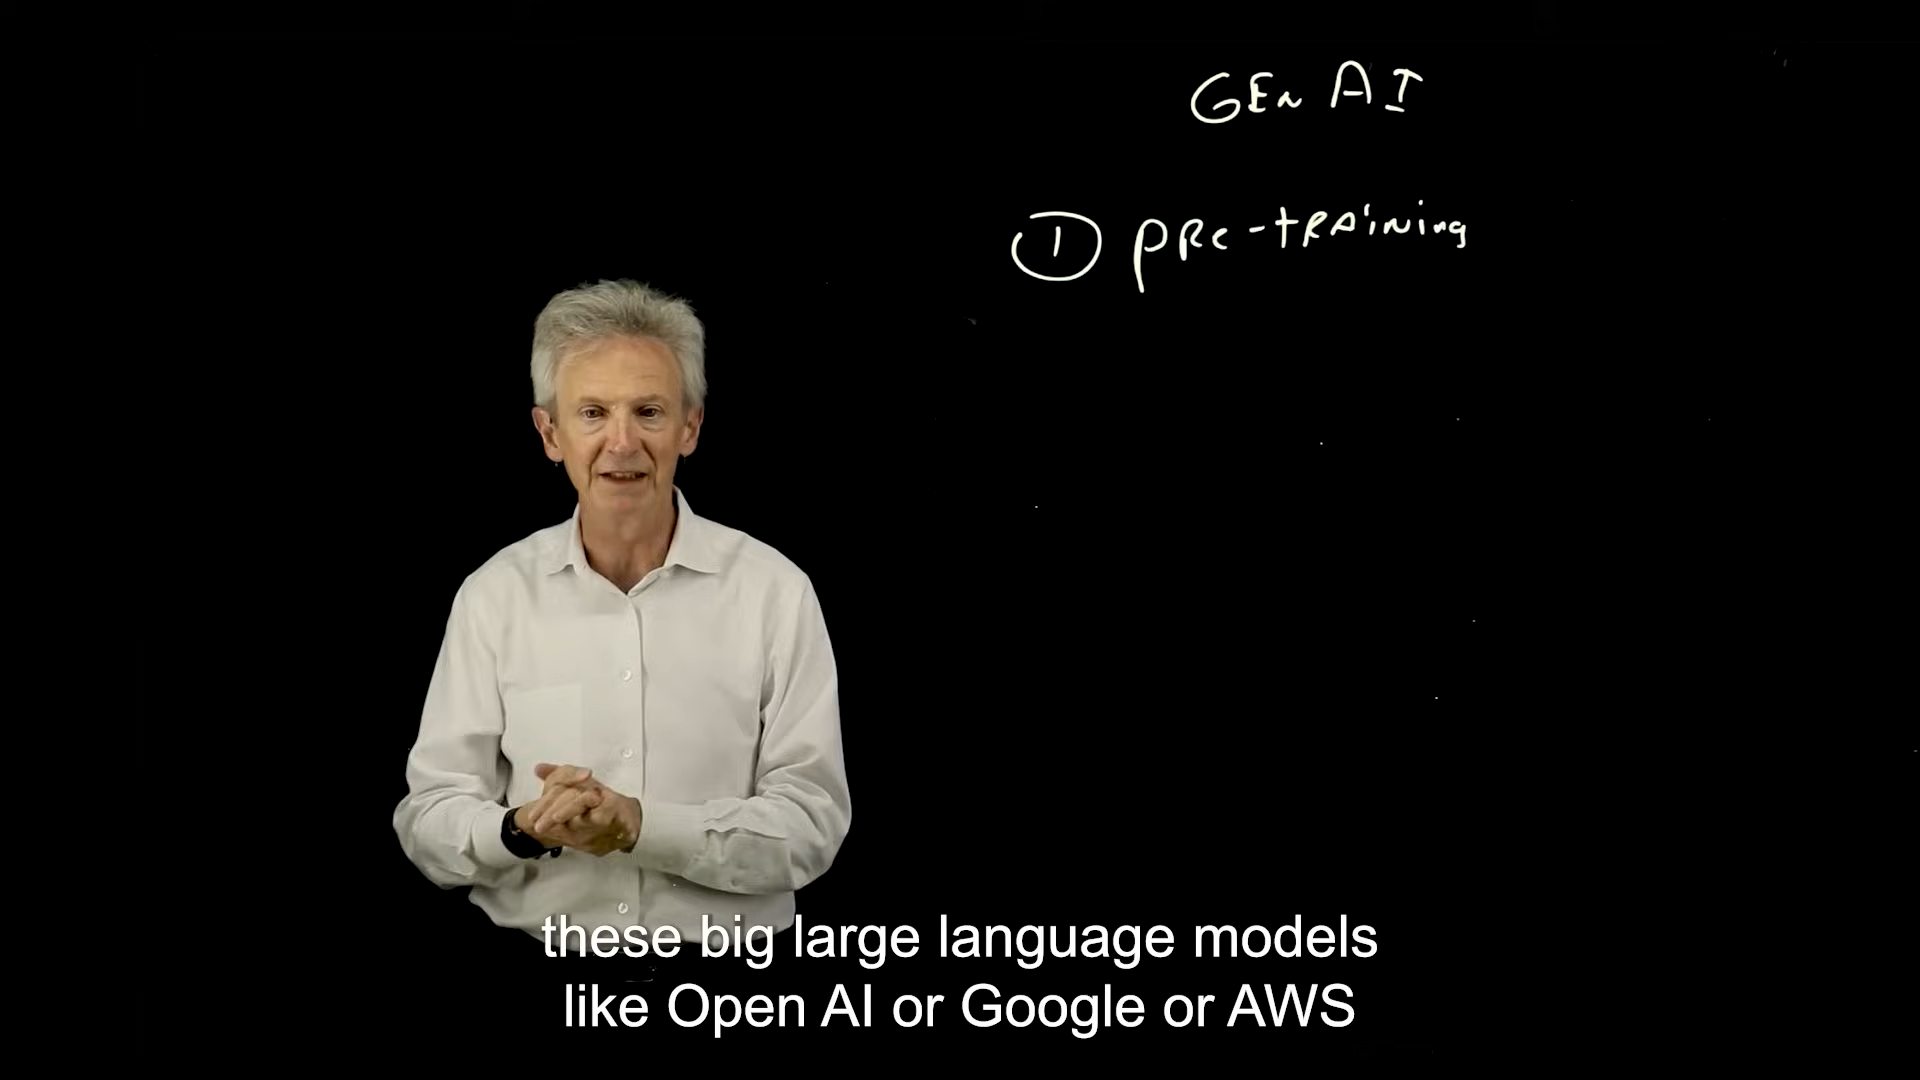 GEn AI
① PRe-tRAiNing
these big large language models
like Open AI or Google or AWS